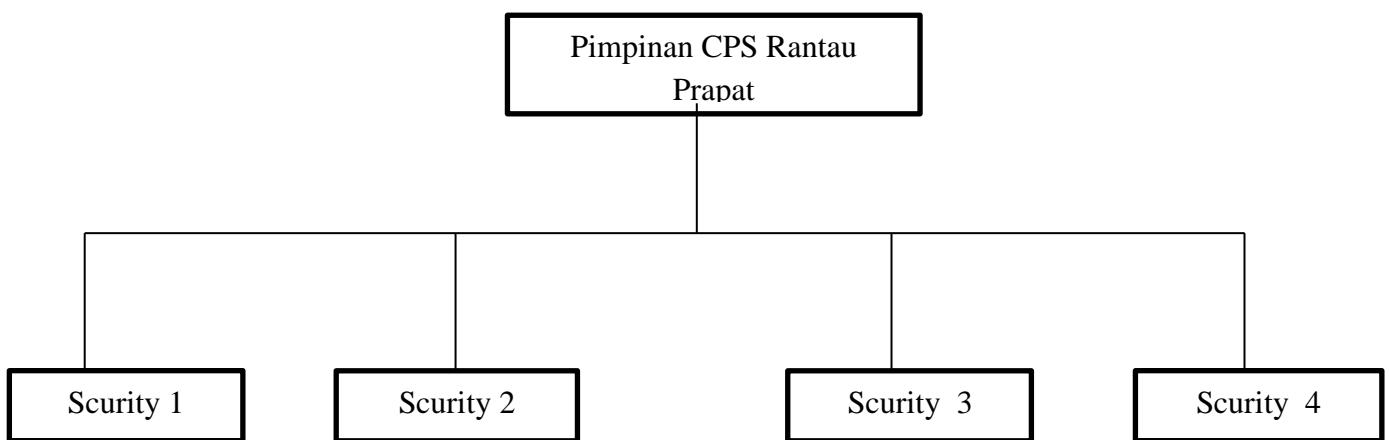 Pimpinan CPS Rantau
Prapat
Scurity 1
Scurity 2
Scurity  3
Scurity  4